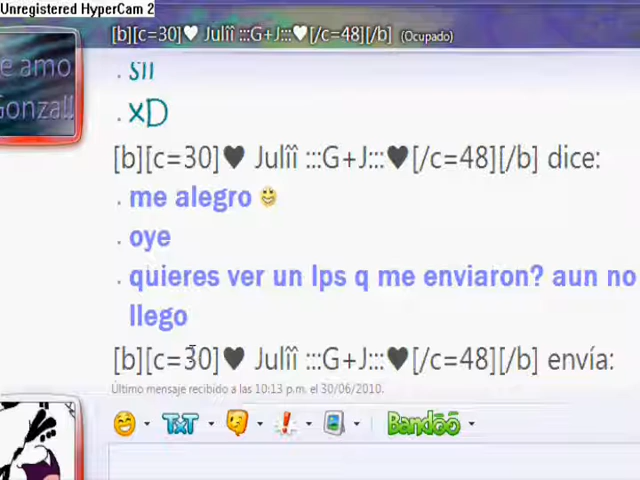 Unregistered HyperCam 2
[b][c=30]♥ Julîî :::G+J:::♥[/c=48][/b] (Ocupado)
e amo
Gonza!!
. SII
. XD
[b][c=30]♥ Julîî :::G+J:::♥[/c=48][/b] dice:
. me alegro
. oye
. quieres ver un lps q me enviaron? aun no
llego
[b][c=30]♥ Julîî :::G+J:::♥[/c=48][/b] envía:
Último mensaje recibido a las 10:13 p.m. el 30/06/2010.
TxT Bandoo